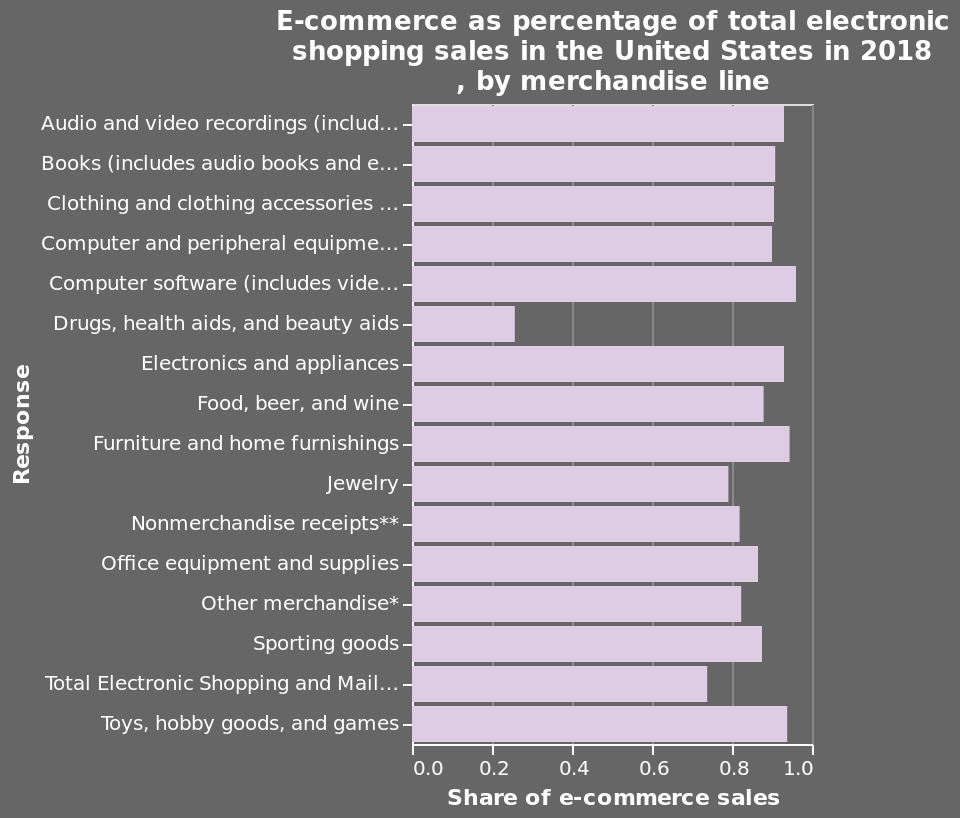 E-commerce as percentage of total electronic
shopping sales in the United States in 2018
, by merchandise line
Response
Audio and video recordings (includ…
Books (includes audio books and e…
Clothing and clothing accessories …
Computer and peripheral equipme…
Computer software (includes vide…
Drugs, health aids, and beauty aids
Electronics and appliances
Food, beer, and wine
Furniture and home furnishings
Jewelry
Nonmerchandise receipts**
Office equipment and supplies
Other merchandise*
Sporting goods
Total Electronic Shopping and Mail…
Toys, hobby goods, and games
0.0 0.2 0.4 0.6 0.8 1.0
Share of e-commerce sales